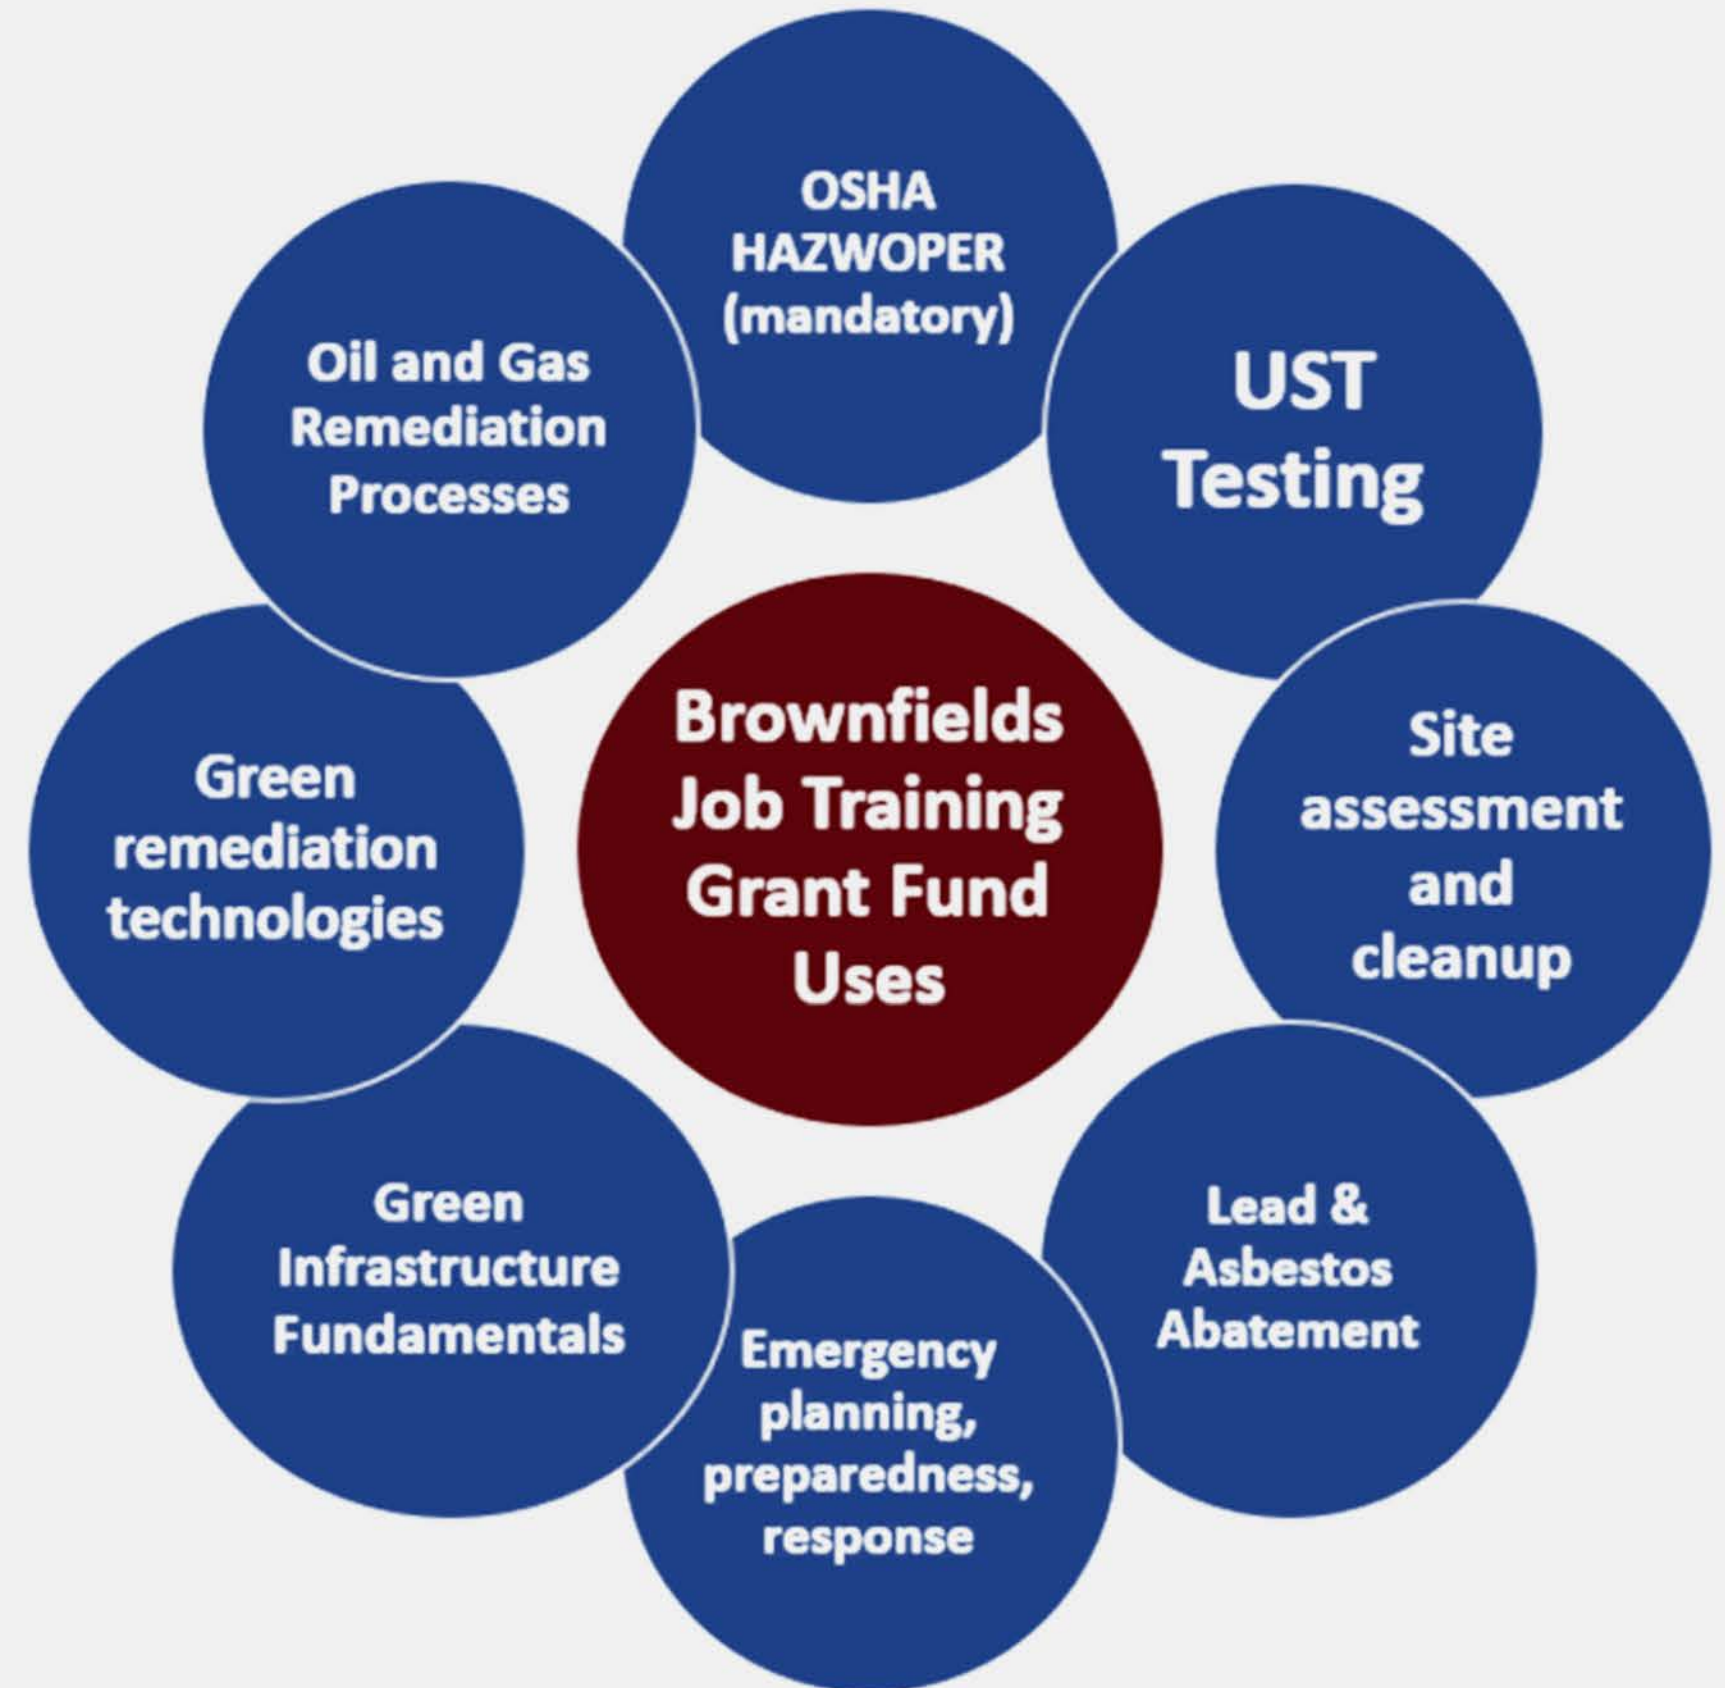 OSHA
HAZWOPER
(mandatory)
UST
Testing
Site
assessment
and
cleanup
Lead &
Asbestos
Abatement
Emergency
planning,
preparedness,
response
Green
Infrastructure
Fundamentals
Green
remediation
technologies
Oil and Gas
Remediation
Processes
Brownfields
Job Training
Grant Fund
Uses